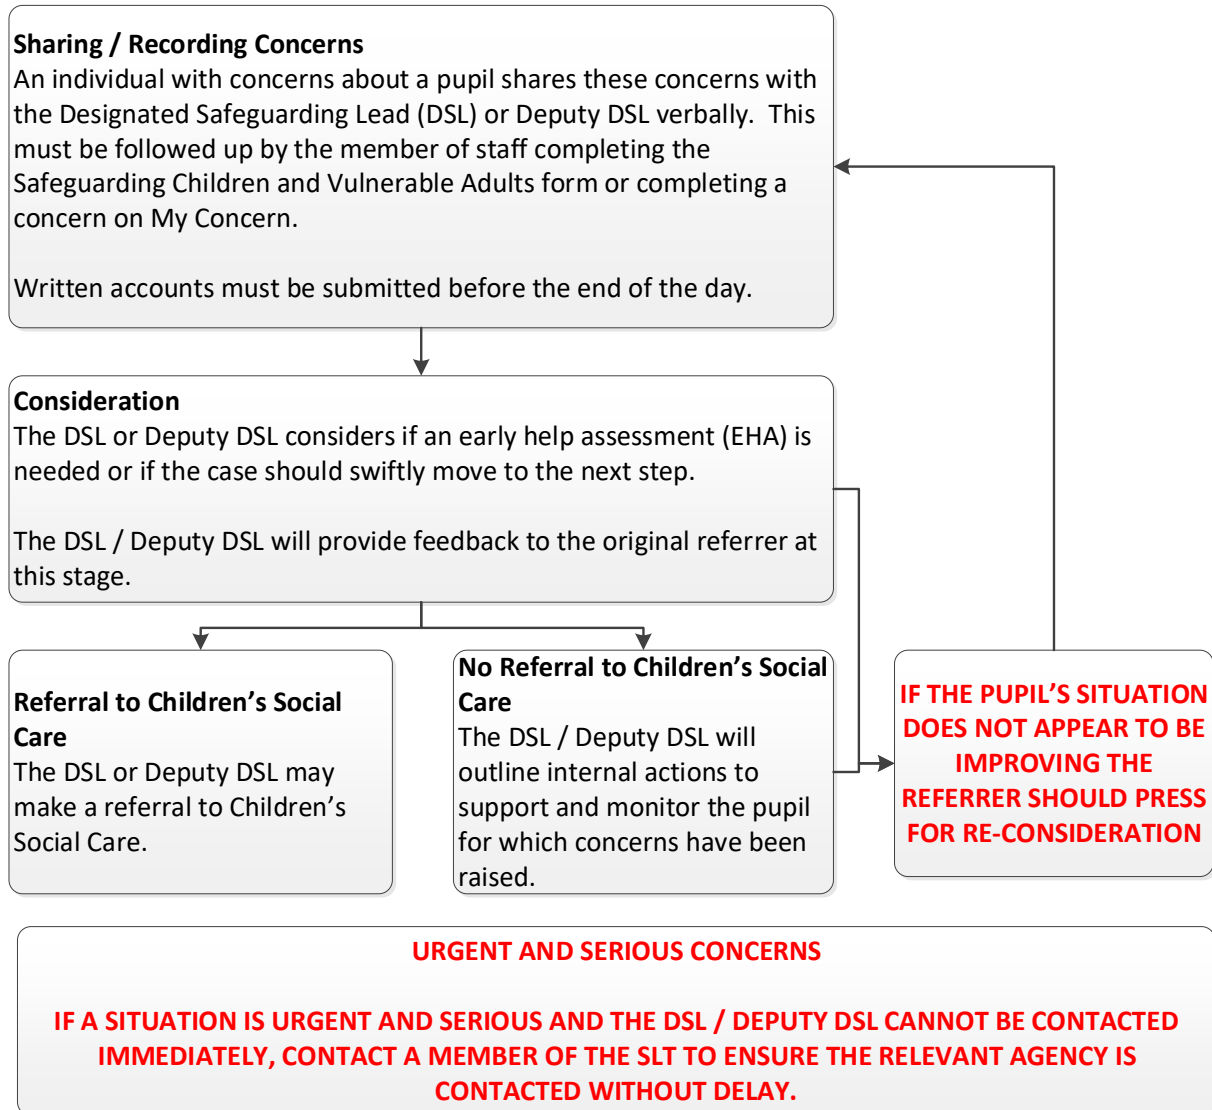 Sharing / Recording Concerns
An individual with concerns about a pupil shares these concerns with
the Designated Safeguarding Lead (DSL) or Deputy DSL verbally.  This
must be followed up by the member of staff completing the
Safeguarding Children and Vulnerable Adults form or completing a
concern on My Concern.
Written accounts must be submitted before the end of the day.
Consideration
The DSL or Deputy DSL considers if an early help assessment (EHA) is
needed or if the case should swiftly move to the next step.
The DSL / Deputy DSL will provide feedback to the original referrer at
this stage.
Referral to Children’s Social
Care
The DSL or Deputy DSL may
make a referral to Children’s
Social Care.
No Referral to Children’s Social
Care
The DSL / Deputy DSL will
outline internal actions to
support and monitor the pupil
for which concerns have been
raised.
IF THE PUPIL’S SITUATION
DOES NOT APPEAR TO BE
IMPROVING THE
REFERRER SHOULD PRESS
FOR RE-CONSIDERATION
URGENT AND SERIOUS CONCERNS
IF A SITUATION IS URGENT AND SERIOUS AND THE DSL / DEPUTY DSL CANNOT BE CONTACTED
IMMEDIATELY, CONTACT A MEMBER OF THE SLT TO ENSURE THE RELEVANT AGENCY IS
CONTACTED WITHOUT DELAY.